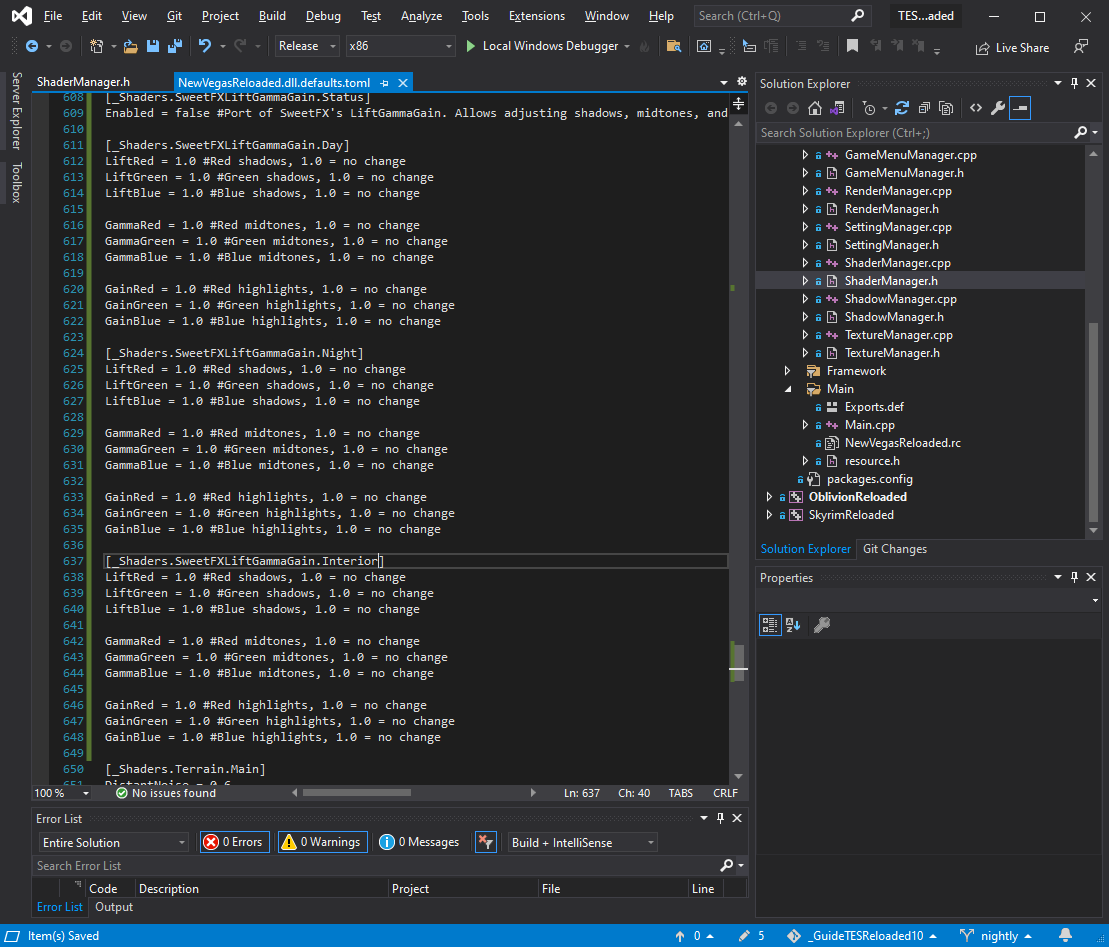 File Edit View Git Project Build Debug Test Analyze Tools Extensions Window Help Search (Ctrl+Q) TES...aded
Release x86 Local Windows Debugger Live Share
Server Explorer
Toolbox
ShaderManager.h NewVegasReloaded.dll.defaults.toml
608 [_Shaders.SweetFXLiftGammaGain.Status]
609 Enabled = false #Port of SweetFX's LiftGammaGain. Allows adjusting shadows, midtones, and
610
611 [_Shaders.SweetFXLiftGammaGain.Day]
612 LiftRed = 1.0 #Red shadows, 1.0 = no change
613 LiftGreen = 1.0 #Green shadows, 1.0 = no change
614 LiftBlue = 1.0 #Blue shadows, 1.0 = no change
615
616 GammaRed = 1.0 #Red midtones, 1.0 = no change
617 GammaGreen = 1.0 #Green midtones, 1.0 = no change
618 GammaBlue = 1.0 #Blue midtones, 1.0 = no change
619
620 GainRed = 1.0 #Red highlights, 1.0 = no change
621 GainGreen = 1.0 #Green highlights, 1.0 = no change
622 GainBlue = 1.0 #Blue highlights, 1.0 = no change
623
624 [_Shaders.SweetFXLiftGammaGain.Night]
625 LiftRed = 1.0 #Red shadows, 1.0 = no change
626 LiftGreen = 1.0 #Green shadows, 1.0 = no change
627 LiftBlue = 1.0 #Blue shadows, 1.0 = no change
628
629 GammaRed = 1.0 #Red midtones, 1.0 = no change
630 GammaGreen = 1.0 #Green midtones, 1.0 = no change
631 GammaBlue = 1.0 #Blue midtones, 1.0 = no change
632
633 GainRed = 1.0 #Red highlights, 1.0 = no change
634 GainGreen = 1.0 #Green highlights, 1.0 = no change
635 GainBlue = 1.0 #Blue highlights, 1.0 = no change
636
637 [_Shaders.SweetFXLiftGammaGain.Interior]
638 LiftRed = 1.0 #Red shadows, 1.0 = no change
639 LiftGreen = 1.0 #Green shadows, 1.0 = no change
640 LiftBlue = 1.0 #Blue shadows, 1.0 = no change
641
642 GammaRed = 1.0 #Red midtones, 1.0 = no change
643 GammaGreen = 1.0 #Green midtones, 1.0 = no change
644 GammaBlue = 1.0 #Blue midtones, 1.0 = no change
645
646 GainRed = 1.0 #Red highlights, 1.0 = no change
647 GainGreen = 1.0 #Green highlights, 1.0 = no change
648 GainBlue = 1.0 #Blue highlights, 1.0 = no change
649
650 [_Shaders.Terrain.Main]
651 DistantNoise = 0.6
100 % No issues found Ln: 637 Ch: 40 TABS CRLF
Error List
Entire Solution 0 Errors 0 Warnings 0 Messages Build + IntelliSense
Search Error List
Code Description Project File Line
Error List Output
Solution Explorer
Search Solution Explorer (Ctrl+;)
GameMenuManager.cpp
GameMenuManager.h
RenderManager.cpp
RenderManager.h
SettingManager.cpp
SettingManager.h
ShaderManager.cpp
ShaderManager.h
ShadowManager.cpp
ShadowManager.h
TextureManager.cpp
TextureManager.h
Framework
Main
Exports.def
Main.cpp
NewVegasReloaded.rc
resource.h
packages.config
OblivionReloaded
SkyrimReloaded
Solution Explorer Git Changes
Properties
Item(s) Saved 0 5 _GuideTESReloaded10 nightly